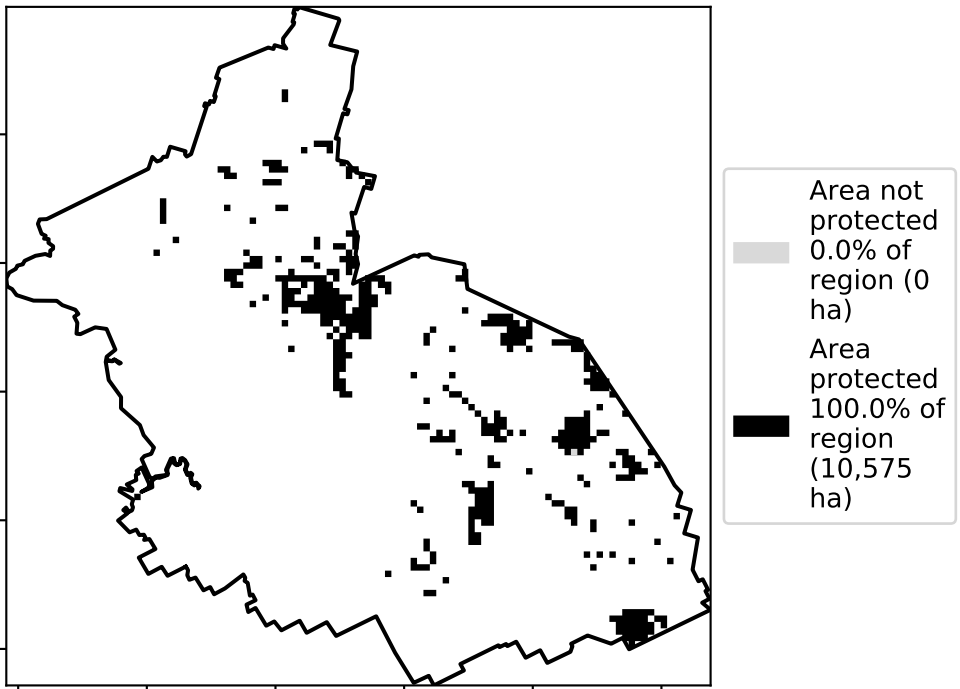 Area not
protected
0.0% of
region (0
ha)
Area
protected
100.0% of
region
(10,575
ha)